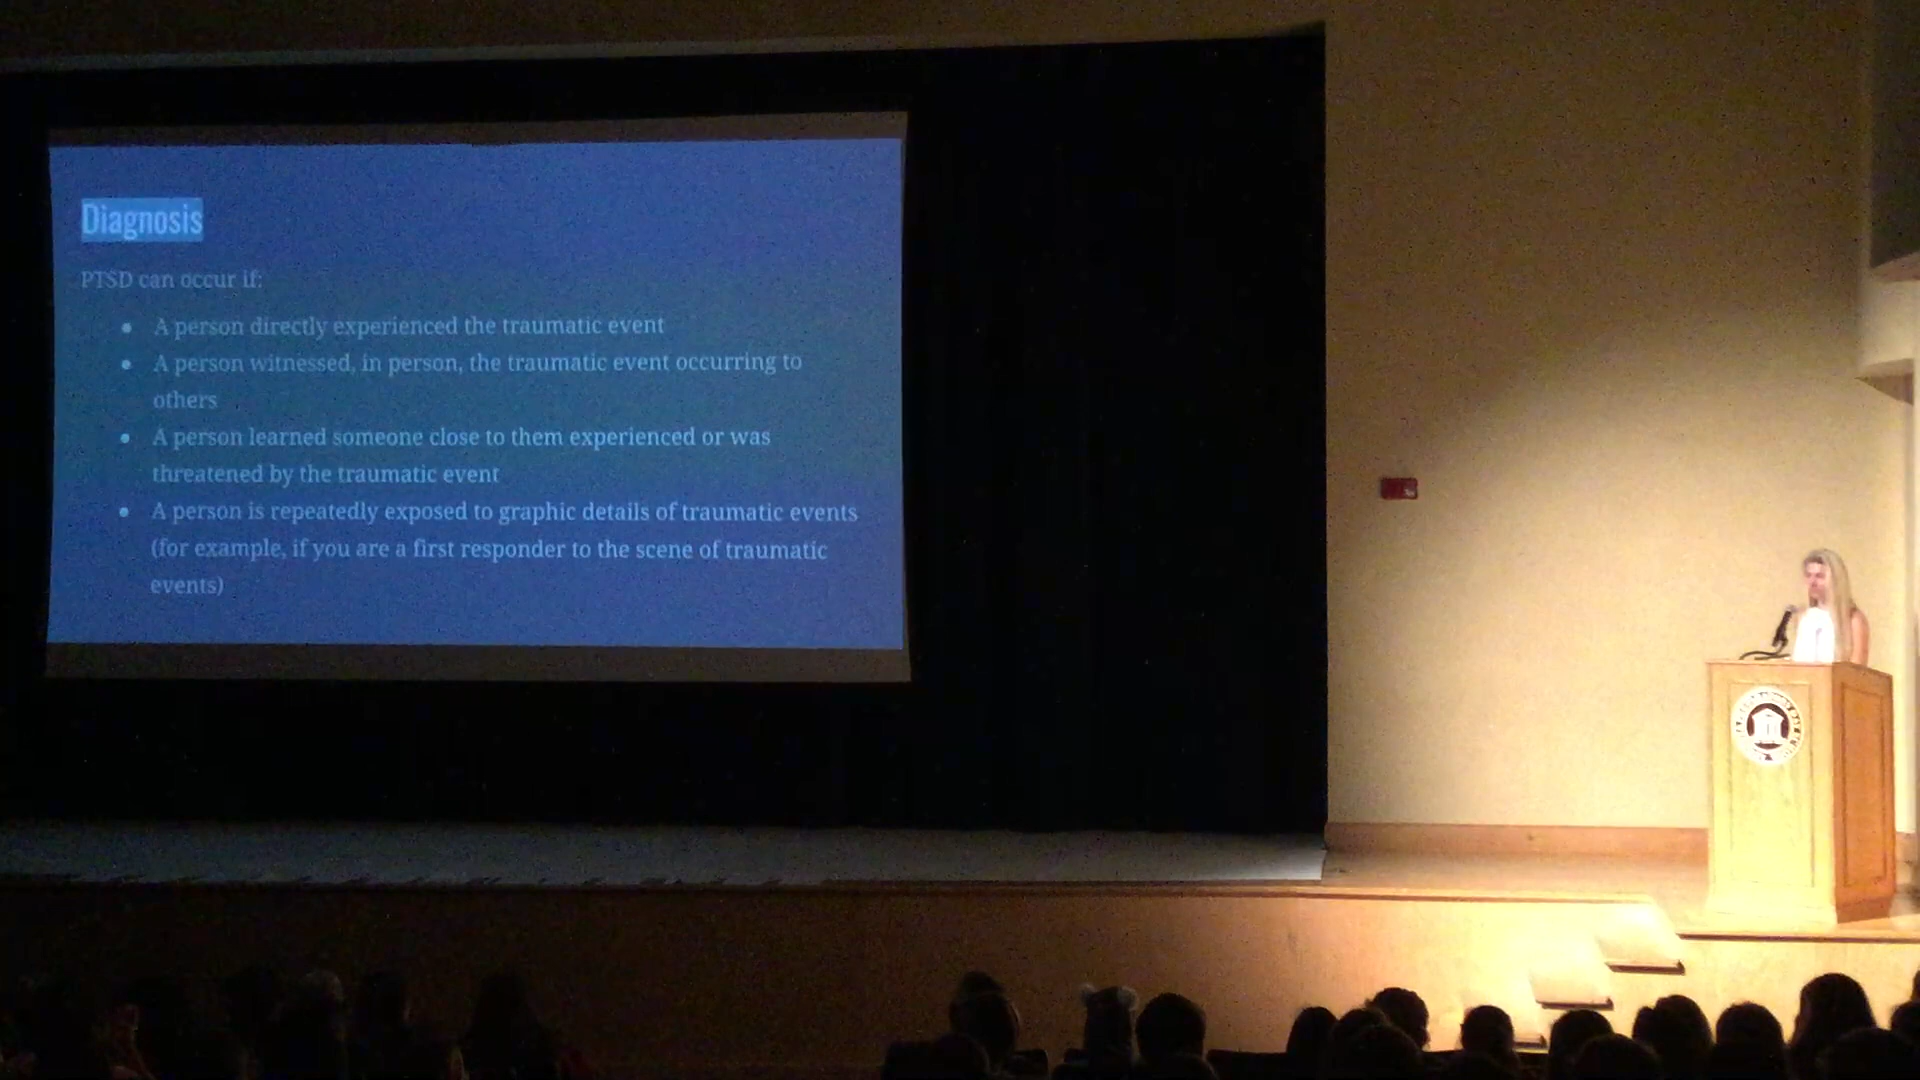 Diagnosis
PTSD can occur if:
● A person directly experienced the traumatic event
● A person witnessed, in person, the traumatic event occurring to
others
● A person learned someone close to them experienced or was
threatened by the traumatic event
● A person is repeatedly exposed to graphic details of traumatic events
(for example, if you are a first responder to the scene of traumatic
events)